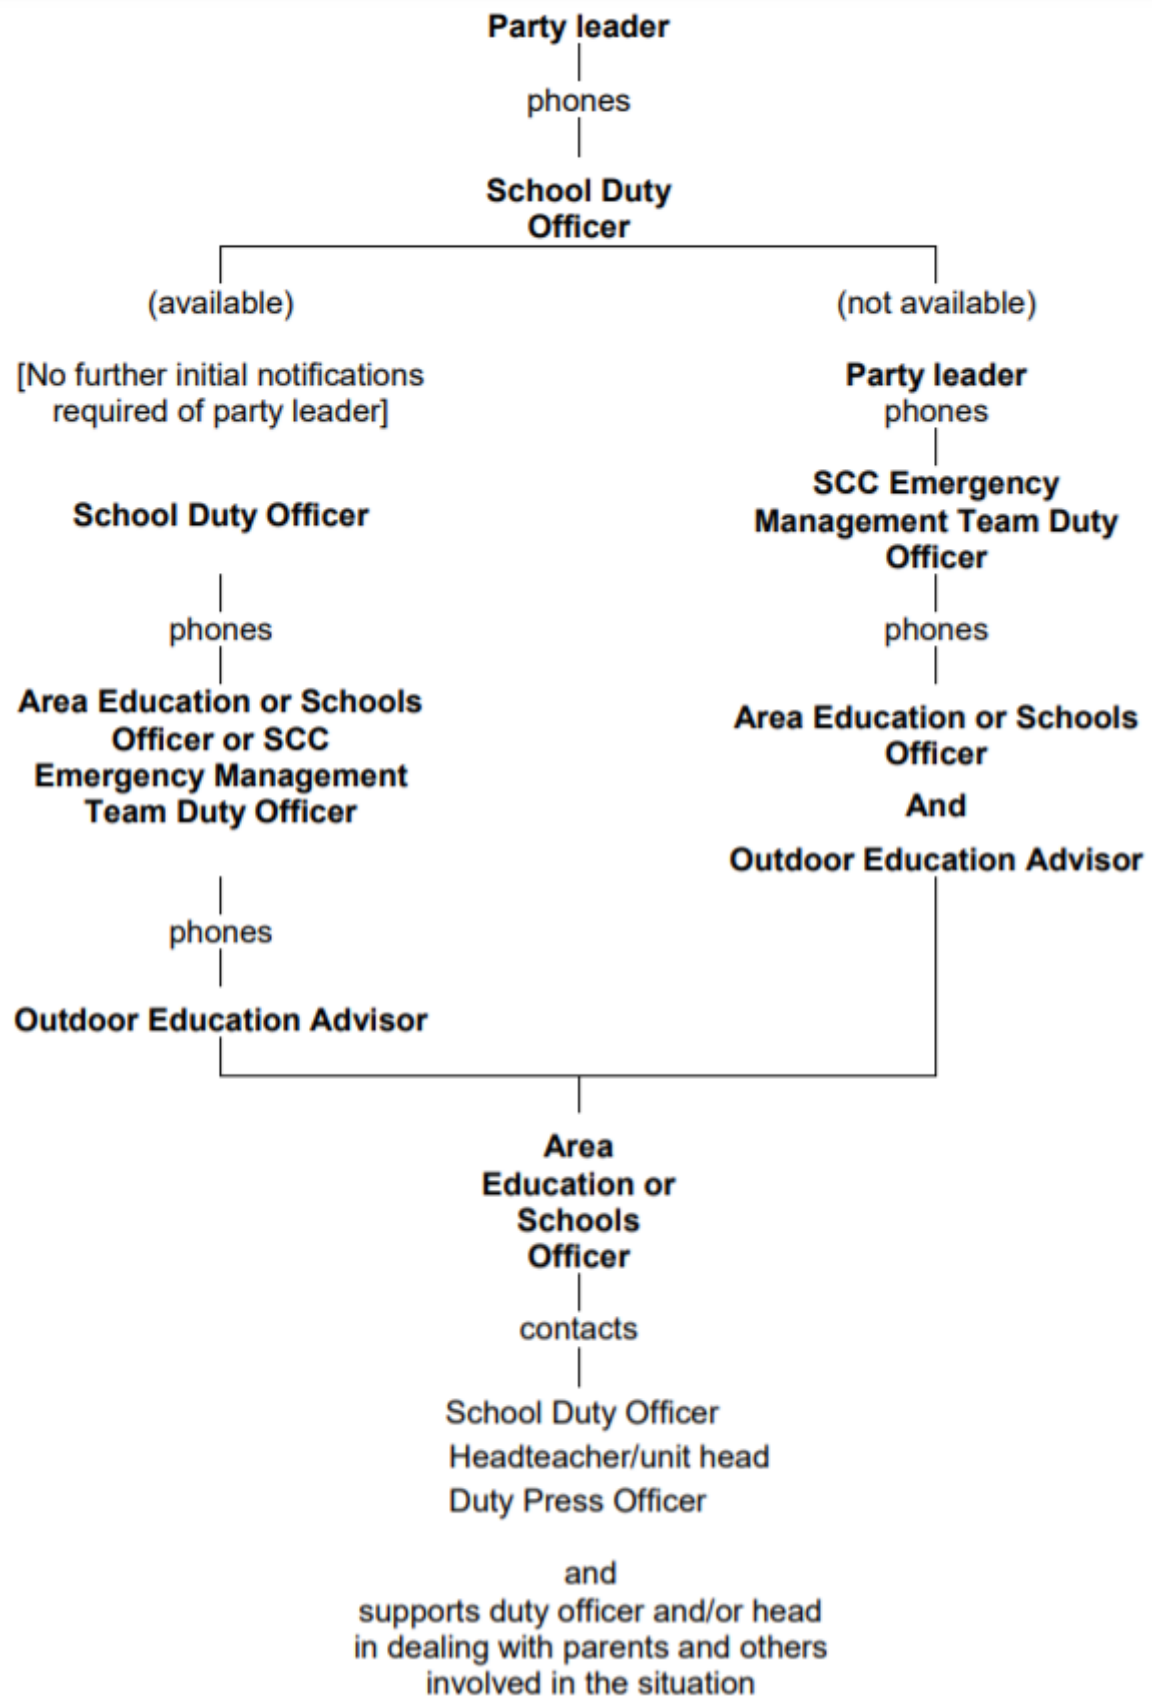 Party leader
phones
School Duty
Officer
(available)
[No further initial notifications
required of party leader]
School Duty Officer
phones
Area Education or Schools
Officer or SCC
Emergency Management
Team Duty Officer
phones
Outdoor Education Advisor
(not available)
Party leader
phones
SCC Emergency
Management Team Duty
Officer
phones
Area Education or Schools
Officer
And
Outdoor Education Advisor
Area
Education or
Schools
Officer
contacts
School Duty Officer
Headteacher/unit head
Duty Press Officer
and
supports duty officer and/or head
in dealing with parents and others
involved in the situation